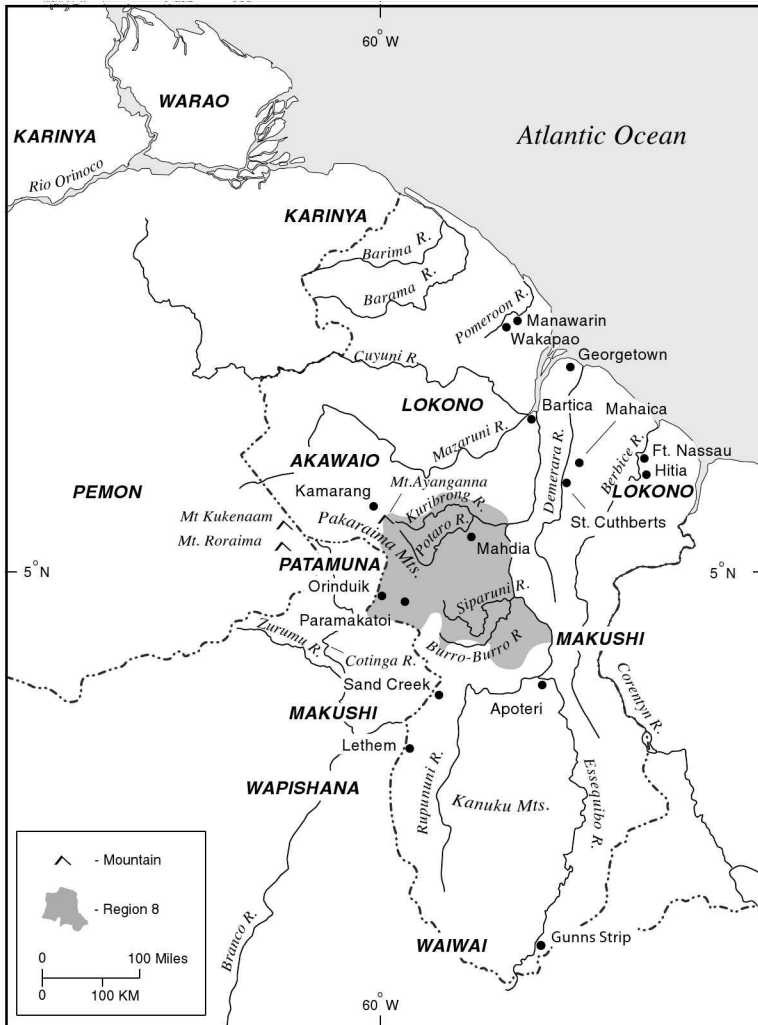 60° W
WARAO
KARINYA
Atlantic Ocean
Rio Orinoco
KARINYA
Barima R.
Barama R.
Pomeroon R.
Manawarin
Wakapao
Cuyuni R.
Georgetown
LOKONO
Bartica
Mahaica
Mazaruni R.
Demerara R.
Berbice R.
Ft. Nassau
AKAWAIO
Hitia
PEMON
Kamarang
Mt.Ayanganna
LOKONO
Kuribrong R.
St. Cuthberts
Mt Kukenaam
Pakaraima Mts.
Potaro R.
Mt. Roraima
Mahdia
5° N
PATAMUNA
5° N
Orinduik
Siparuni R.
Paramakatoi
Zurumu R.
Burro-Burro R
MAKUSHI
Cotinga R.
Sand Creek
Corentyn R.
MAKUSHI
Apoteri
Lethem
WAPISHANA
Rupununi R.
Kanuku Mts.
Essequibo R.
- Mountain
- Region 8
Branco R.
WAIWAI
Gunns Strip
0 100 Miles
0 100 KM
60° W